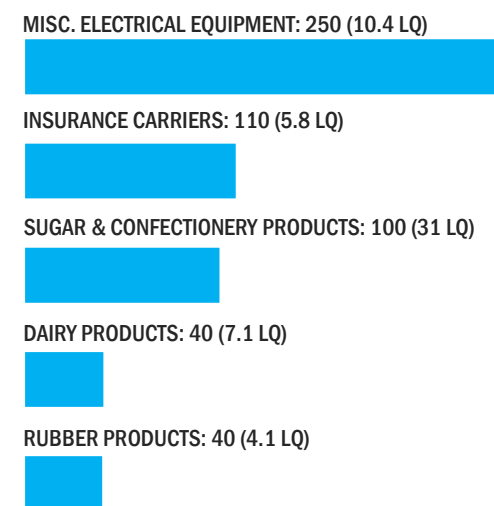 MISC. ELECTRICAL EQUIPMENT: 250 (10.4 LQ)
INSURANCE CARRIERS: 110 (5.8 LQ)
SUGAR & CONFECTIONERY PRODUCTS: 100 (31 LQ)
DAIRY PRODUCTS: 40 (7.1 LQ)
RUBBER PRODUCTS: 40 (4.1 LQ)